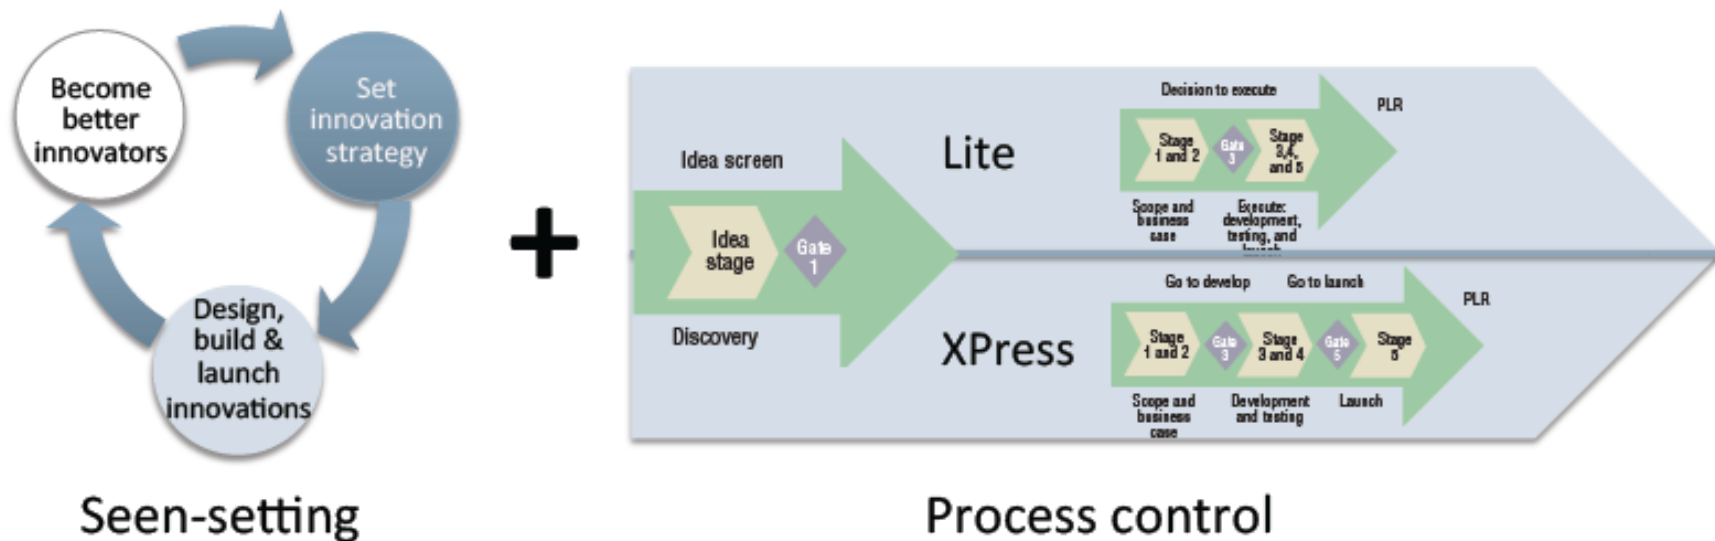 Become
better
innovators
Set
innovation
strategy
Design,
build &
launch
innovations
Seen-setting
+
Idea screen
Idea
stage
Gate
1
Discovery
Lite
Decision to execute
PLR
Stage
1 and 2
Gate
3
Stage
3,4,
and 5
Scope and
business
case
Execute:
development,
testing, and
XPress
Go to develop
Go to launch
PLR
Stage
1 and 2
Gate
3
Stage
3 and 4
Gate
5
Stage
5
Scope and
business
case
Development
and testing
Launch
Process control